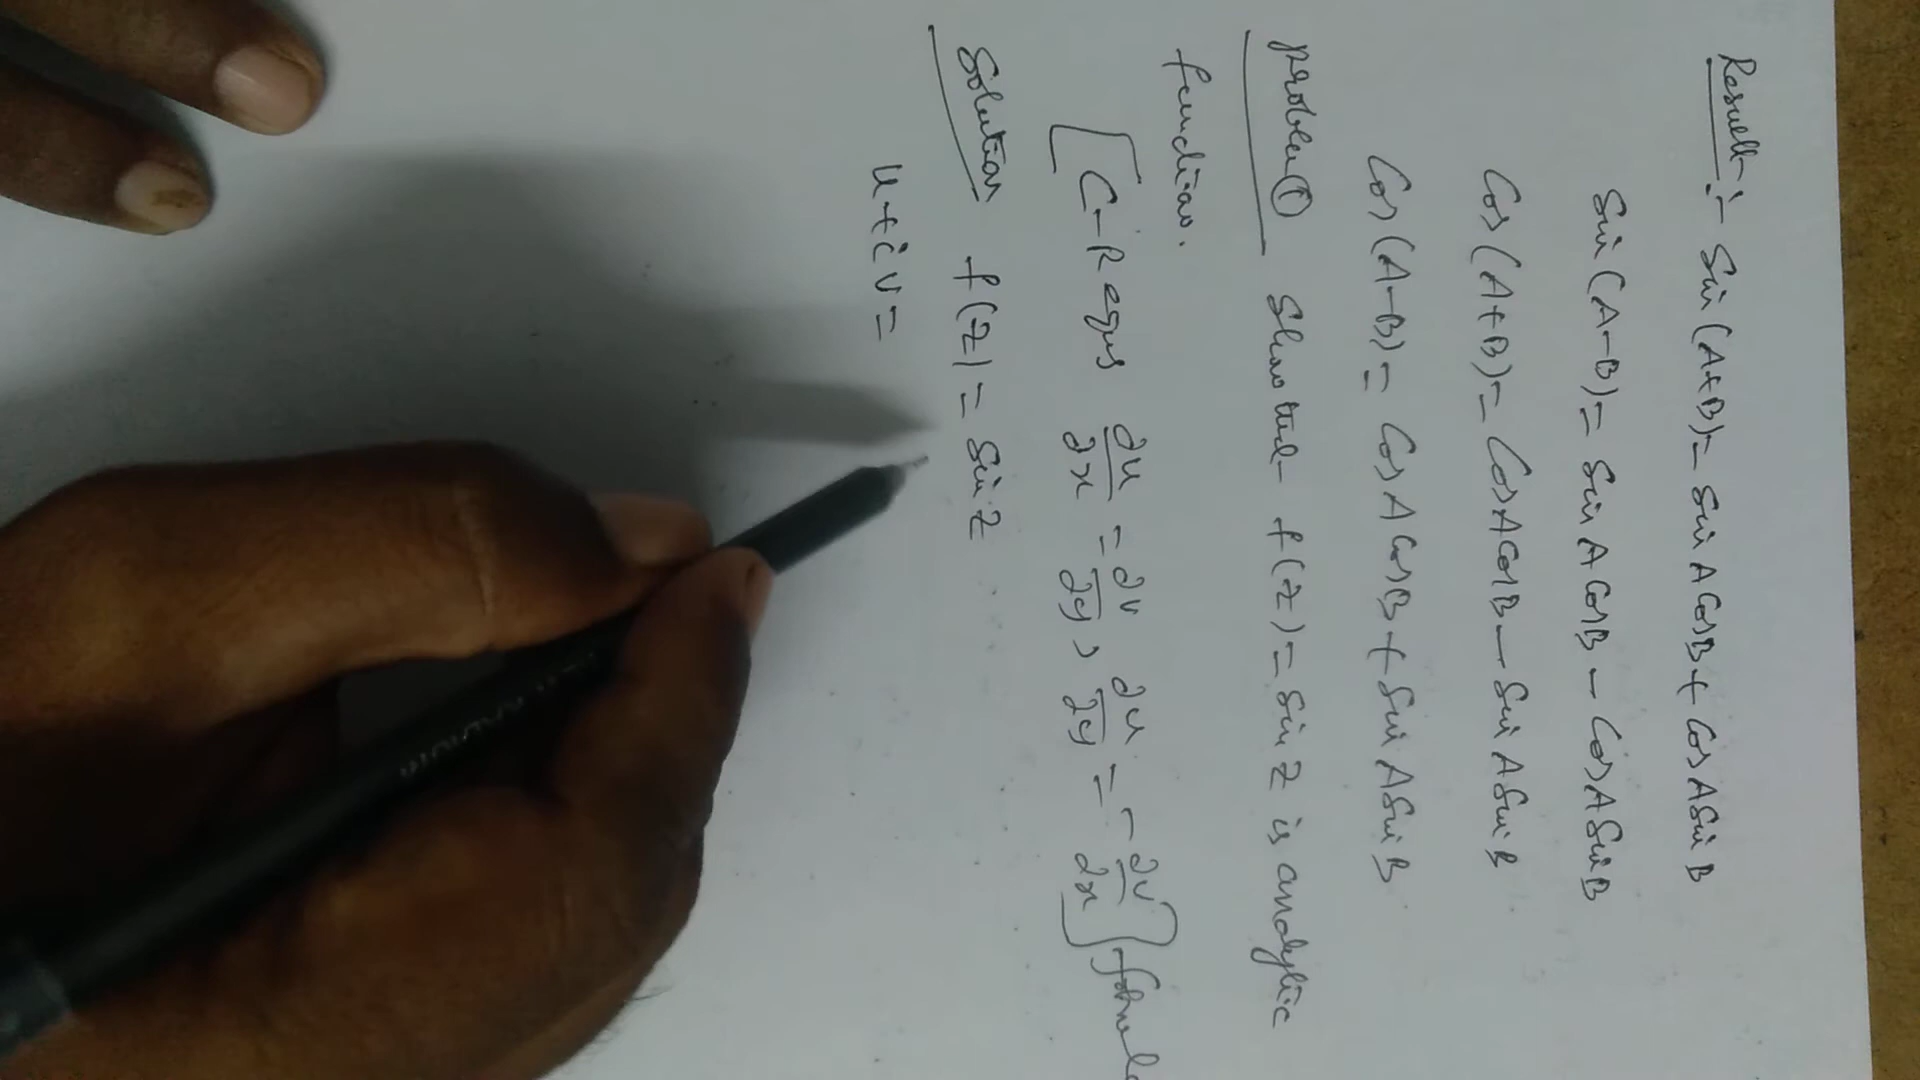 Result :- Sin(A+B) = Sin A Cos B + Cos A Sin B
Sin(A-B) = Sin A Cos B - Cos A Sin B
Cos(A+B) = Cos A Cos B - Sin A Sin B
Cos(A-B) = Cos A Cos B + Sin A Sin B
Problem ① Show that f(z) = Sin z is analytic
function.
[C-R eqns ∂u/∂x = ∂v/∂y, ∂u/∂y = -∂v/∂x]
Solution f(z) = Sin z
u+iv =